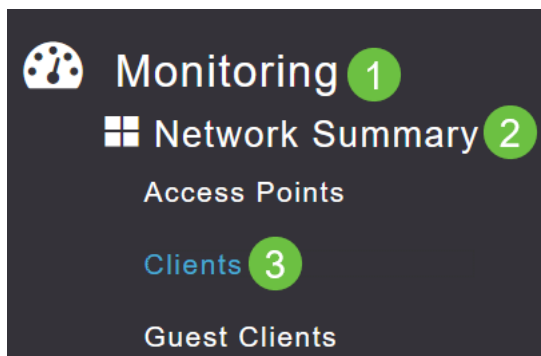 Monitoring 1
Network Summary 2
Access Points
Clients 3
Guest Clients